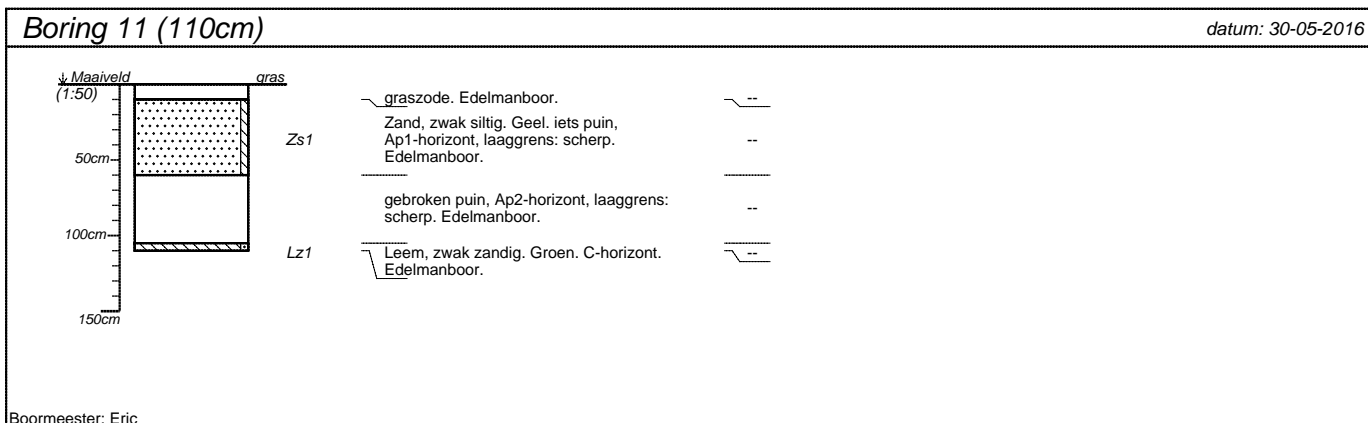 Boring 11 (110cm)
datum: 30-05-2016
Maaiveld
gras
(1:50)
graszode. Edelmanboor.
--
Zs1
Zand, zwak siltig. Geel. iets puin,
Ap1-horizont, laaggrens: scherp.
Edelmanboor.
--
50cm
gebroken puin, Ap2-horizont, laaggrens:
scherp. Edelmanboor.
--
100cm
Lz1
Leem, zwak zandig. Groen. C-horizont.
Edelmanboor.
--
150cm
Boormeester: Eric